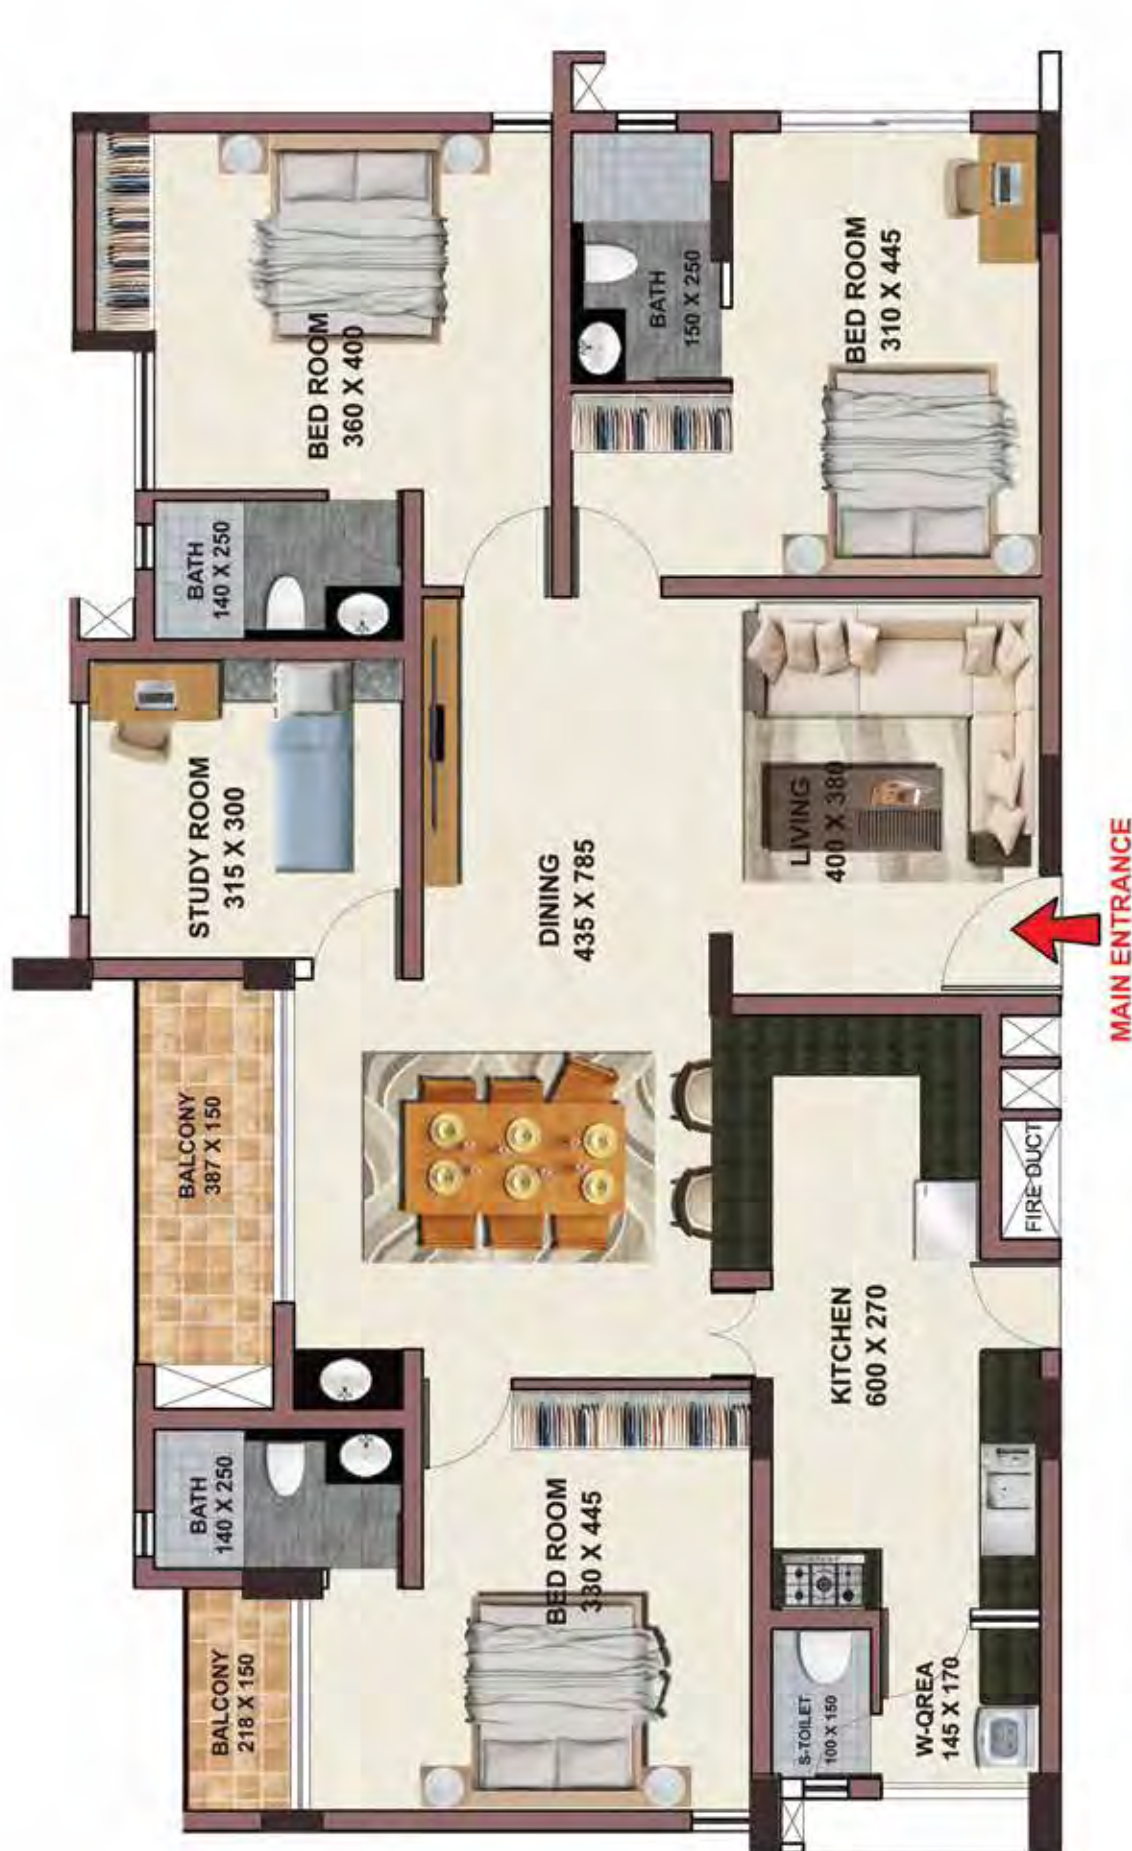 BED ROOM
360 X 400
BATH
150 X 250
BED ROOM
310 X 445
BATH
140 X 250
STUDY ROOM
315 X 300
LIVING
400 X 380
DINING
435 X 785
MAIN ENTRANCE
BALCONY
387 X 150
FIRE DUCT
KITCHEN
600 X 270
BATH
140 X 250
BED ROOM
330 X 445
BALCONY
218 X 150
S-TOILET
100 X 150
W-QREA
145 X 170